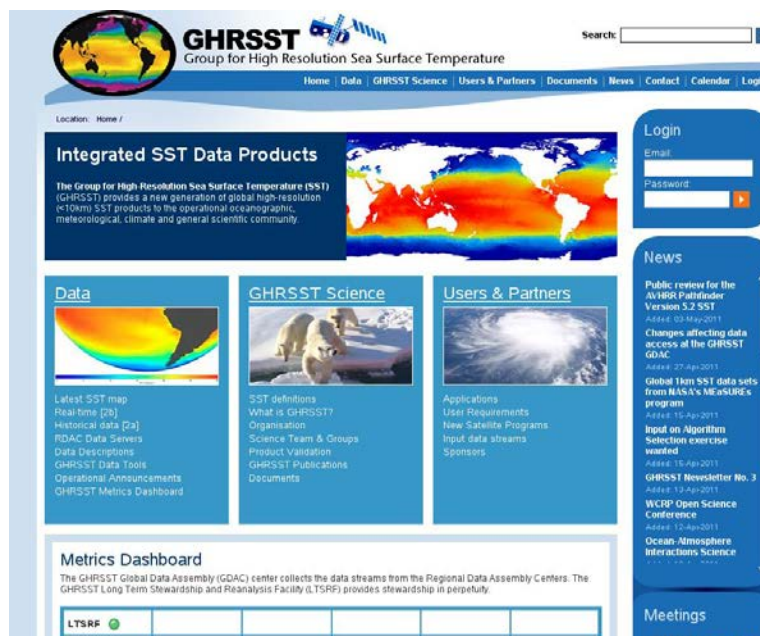 GHRSST
Group for High Resolution Sea Surface Temperature
Search:
Home | Data | GHRSST Science | Users & Partners | Documents | News | Contact | Calendar | Logi
Location: Home /
Integrated SST Data Products
The Group for High-Resolution Sea Surface Temperature (SST)
(GHRSST) provides a new generation of global high-resolution
(<10km) SST products to the operational oceanographic,
meteorological, climate and general scientific community.
Login
Email:
Password:
Data
Latest SST map
Real-time [2b]
Historical data [2a]
RDAC Data Servers
Data Descriptions
GHRSST Data Tools
Operational Announcements
GHRSST Metrics Dashboard
GHRSST Science
SST definitions
What is GHRSST?
Organisation
Science Team & Groups
Product Validation
GHRSST Publications
Documents
Users & Partners
Applications
User Requirements
New Satellite Programs
Input data streams
Sponsors
News
Public review for the
AVHRR Pathfinder
Version 5.2 SST
Added: 03-May-2011
Changes affecting data
access at the GHRSST
GDAC
Added: 27-Apr-2011
Global 1km SST data sets
from NASA's MEaSUREs
program
Added: 15-Apr-2011
Input on Algorithm
Selection exercise
wanted
Added: 15-Apr-2011
GHRSST Newsletter No. 3
Added: 13-Apr-2011
WCRP Open Science
Conference
Added: 12-Apr-2011
Ocean-Atmosphere
Interactions Science
Meetings
Metrics Dashboard
The GHRSST Global Data Assembly (GDAC) center collects the data streams from the Regional Data Assembly Centers. The
GHRSST Long Term Stewardship and Reanalysis Facility (LTSRF) provides stewardship in perpetuity.
LTSRF